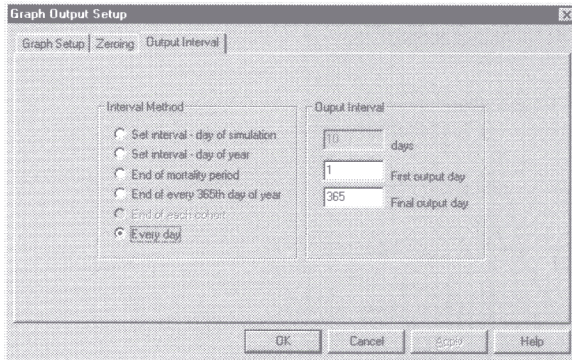 Graph Output Setup
Graph Setup
Zeroing
Output Interval
Interval Method
Set interval - day of simulation
Set interval - day of year
End of mortality period
End of every 365th day of year
End of each cohort
Every day
Ouput Interval
10 days
1 First output day
365 Final output day
OK
Cancel
Apply
Help